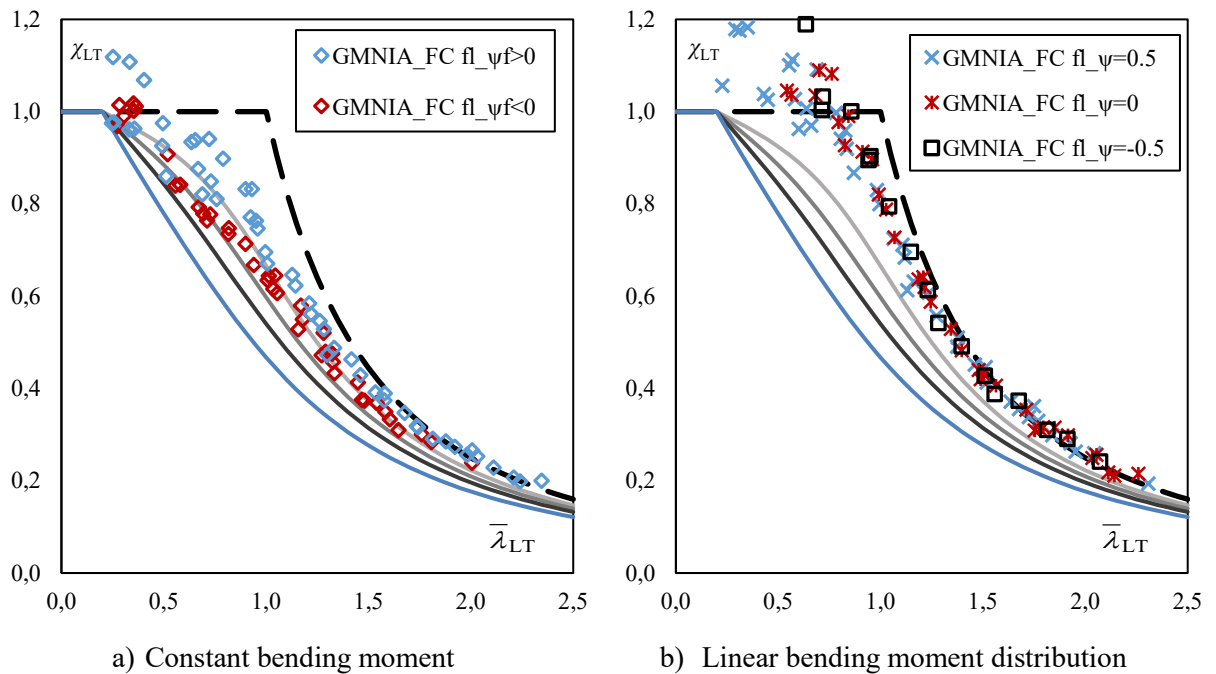 1,2
1,0
0,8
0,6
0,4
0,2
0,0
χLT
GMNIA_FC fl_ψf>0
GMNIA_FC fl_ψf<0
λ̅LT
0,0 0,5 1,0 1,5 2,0 2,5
a) Constant bending moment
1,2
1,0
0,8
0,6
0,4
0,2
0,0
χLT
GMNIA_FC fl_ψ=0.5
GMNIA_FC fl_ψ=0
GMNIA_FC fl_ψ=-0.5
λ̅LT
0,0 0,5 1,0 1,5 2,0 2,5
b) Linear bending moment distribution